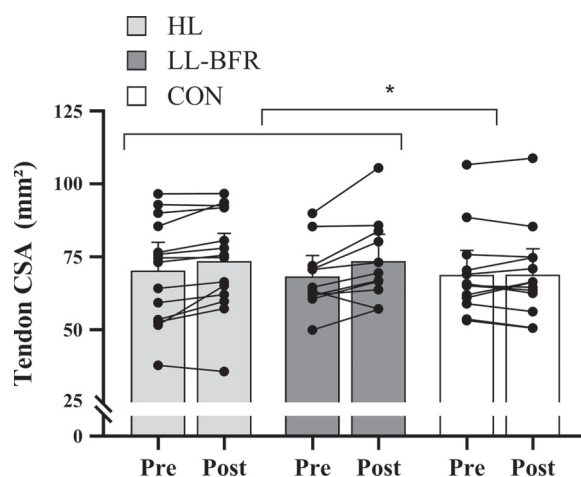 HL
LL-BFR
CON
*
Tendon CSA (mm²)
125
100
75
50
25
0
Pre Post Pre Post Pre Post